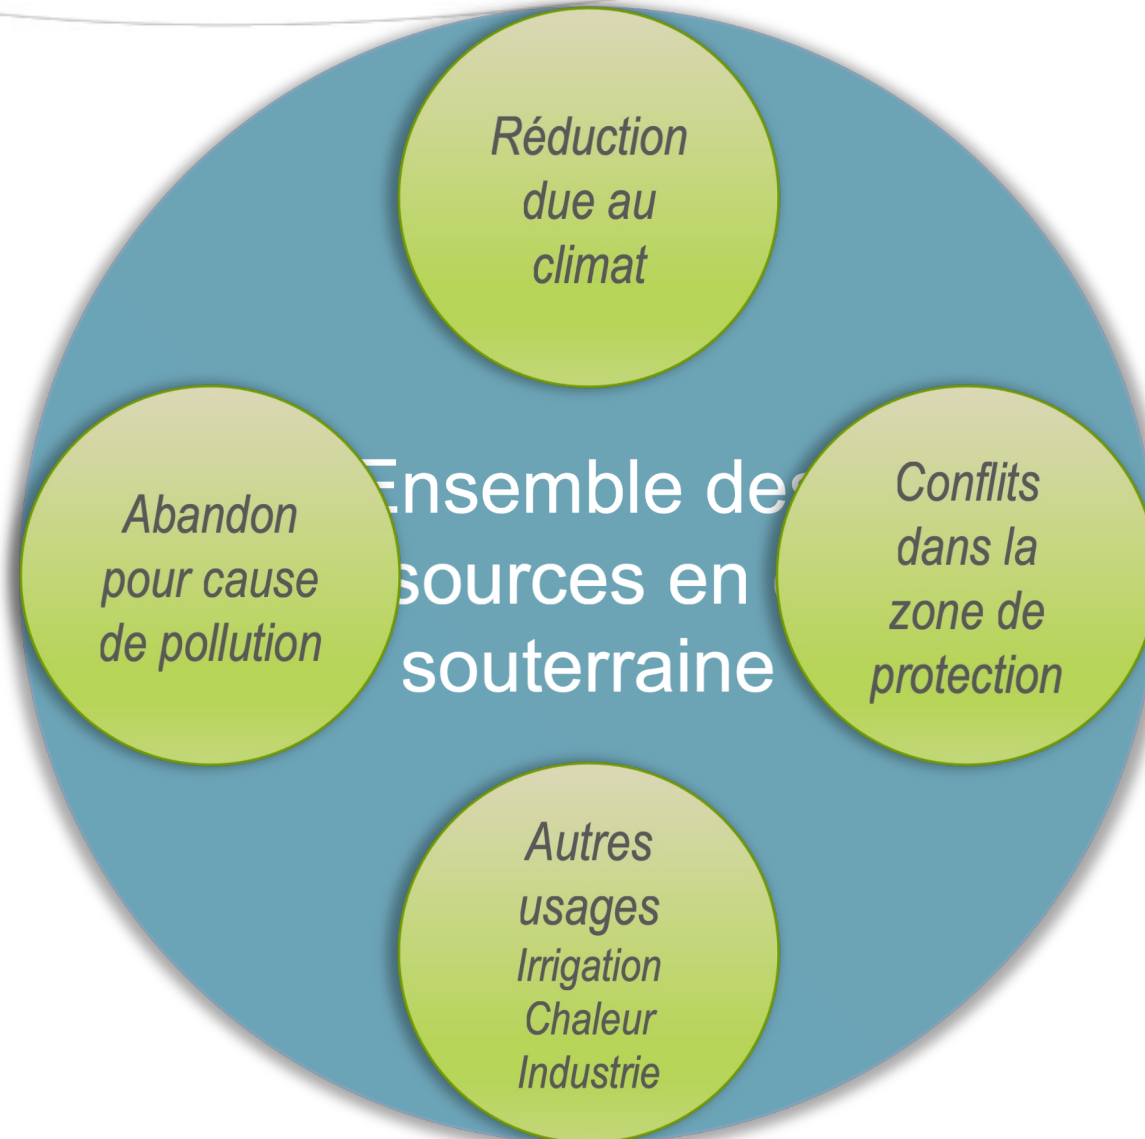 Réduction
due au
climat
Abandon
pour cause
de pollution
Ensemble des
sources en
souterraine
Conflits
dans la
zone de
protection
Autres
usages
Irrigation
Chaleur
Industrie